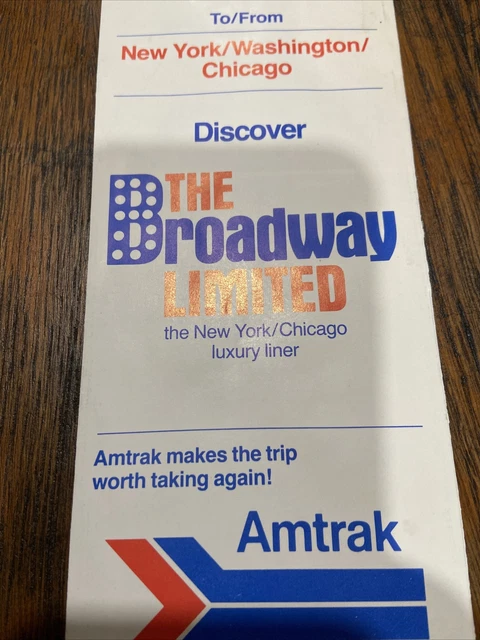 To/From
New York/Washington/
Chicago
Discover
THE
Broadway
LIMITED
the New York/Chicago
luxury liner
Amtrak makes the trip
worth taking again!
Amtrak